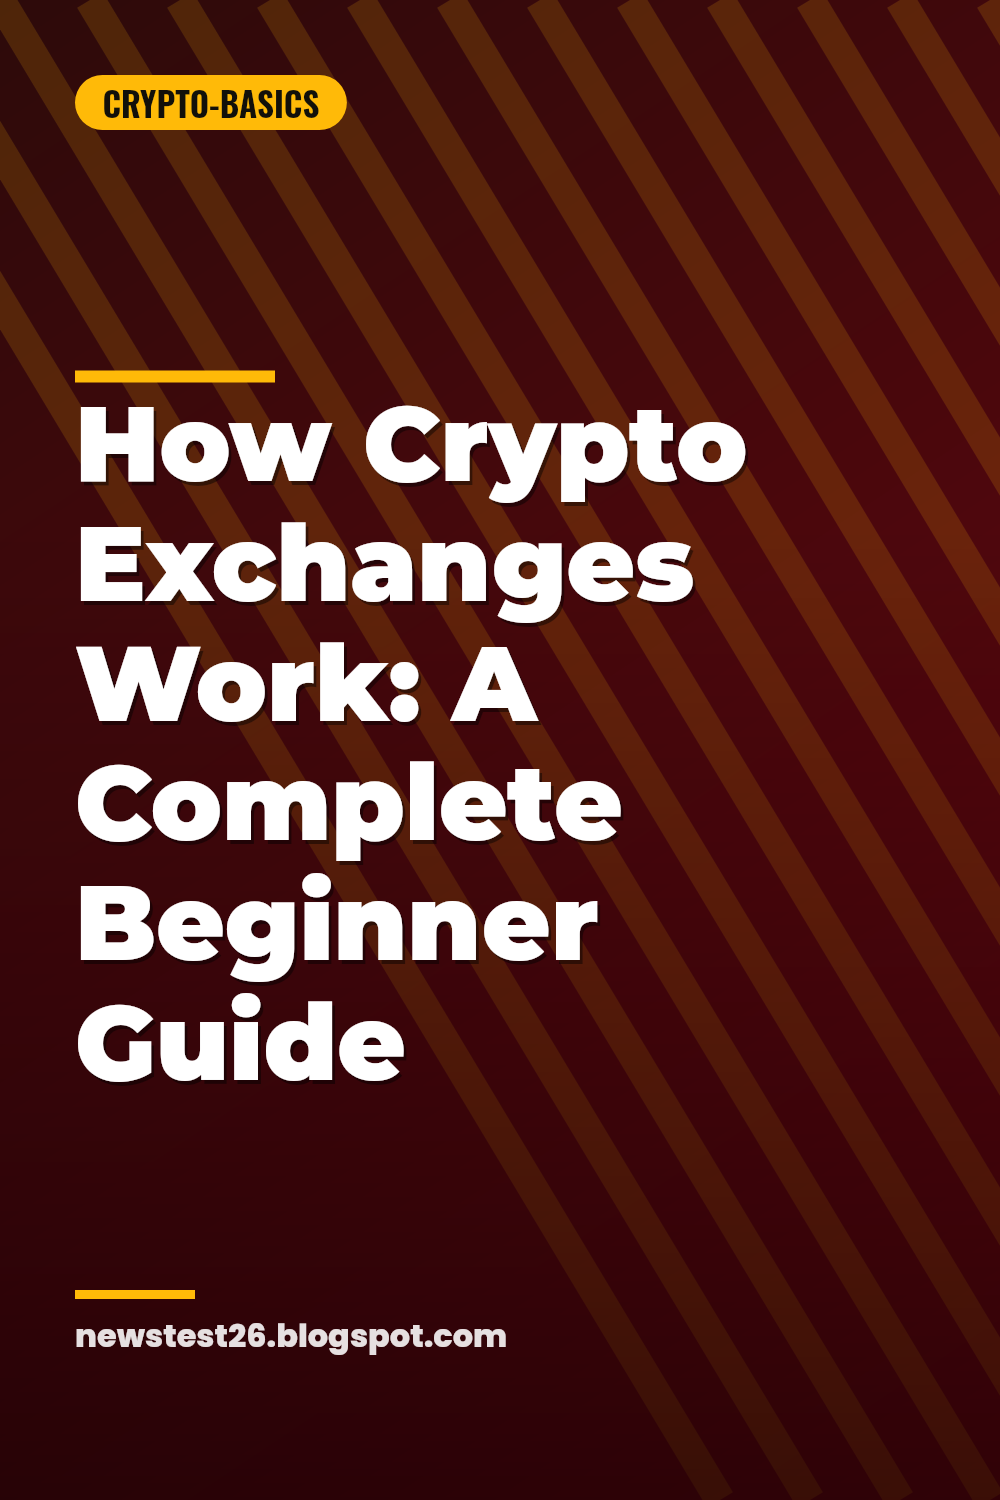 CRYPTO-BASICS
How Crypto
Exchanges
Work: A
Complete
Beginner
Guide
newstest26.blogspot.com